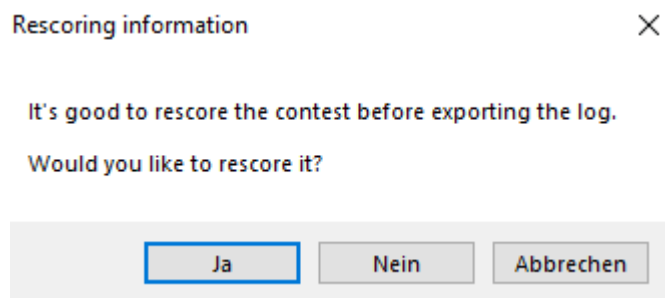 Rescoring information
It's good to rescore the contest before exporting the log.
Would you like to rescore it?
Ja
Nein
Abbrechen